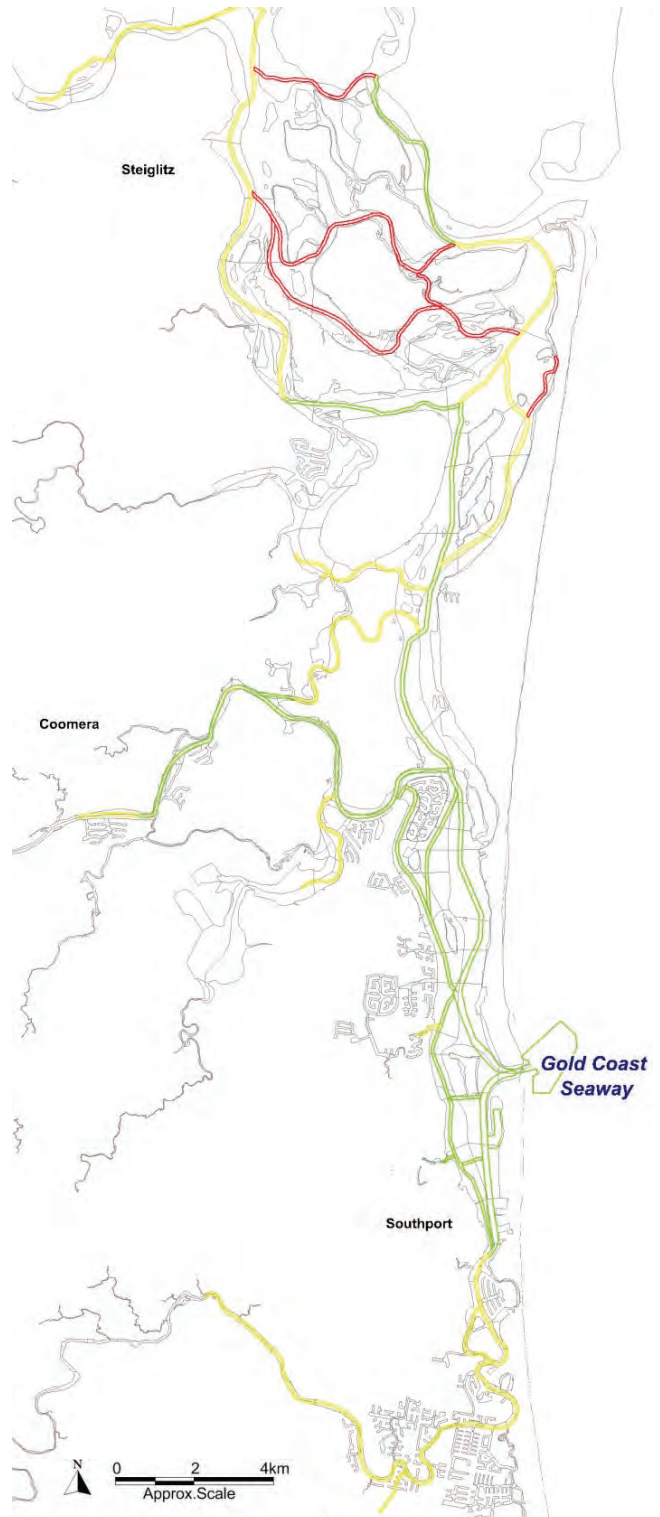 Steiglitz
Coomera
Gold Coast
Seaway
Southport
N
0 2 4km
Approx.Scale